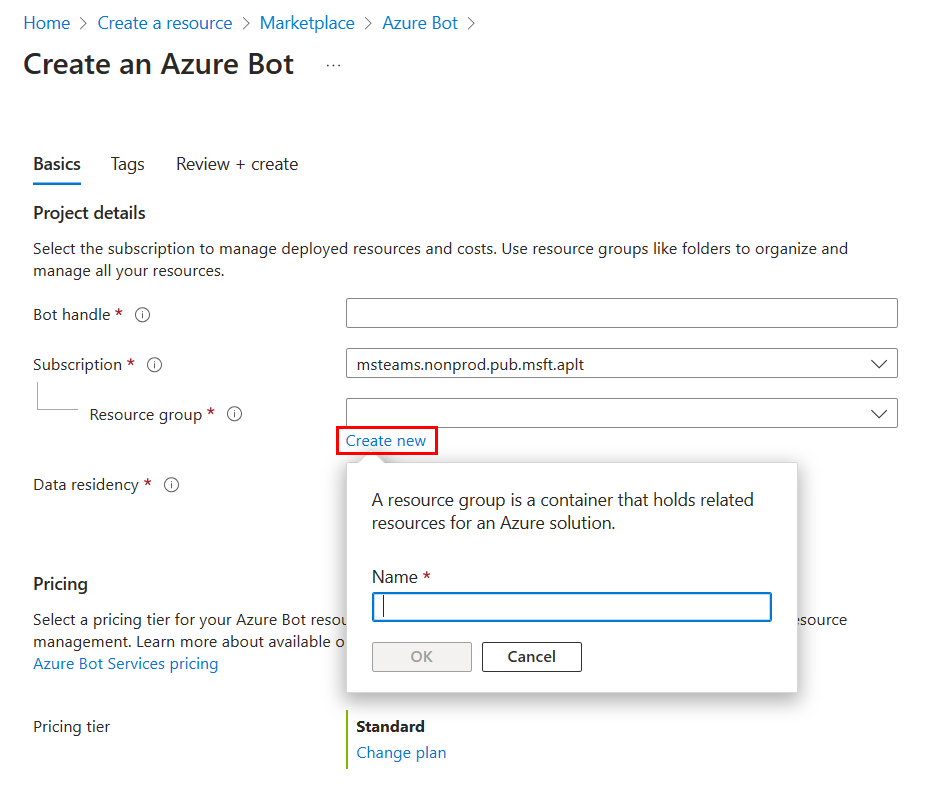 Home > Create a resource > Marketplace > Azure Bot >
Create an Azure Bot ...
Basics Tags Review + create
Project details
Select the subscription to manage deployed resources and costs. Use resource groups like folders to organize and
manage all your resources.
Bot handle *
Subscription *
msteams.nonprod.pub.msft.aplt
Resource group *
Create new
Data residency *
A resource group is a container that holds related
resources for an Azure solution.
Name *
OK Cancel
Pricing
Select a pricing tier for your Azure Bot
management. Learn more about available
Azure Bot Services pricing
Pricing tier
Standard
Change plan